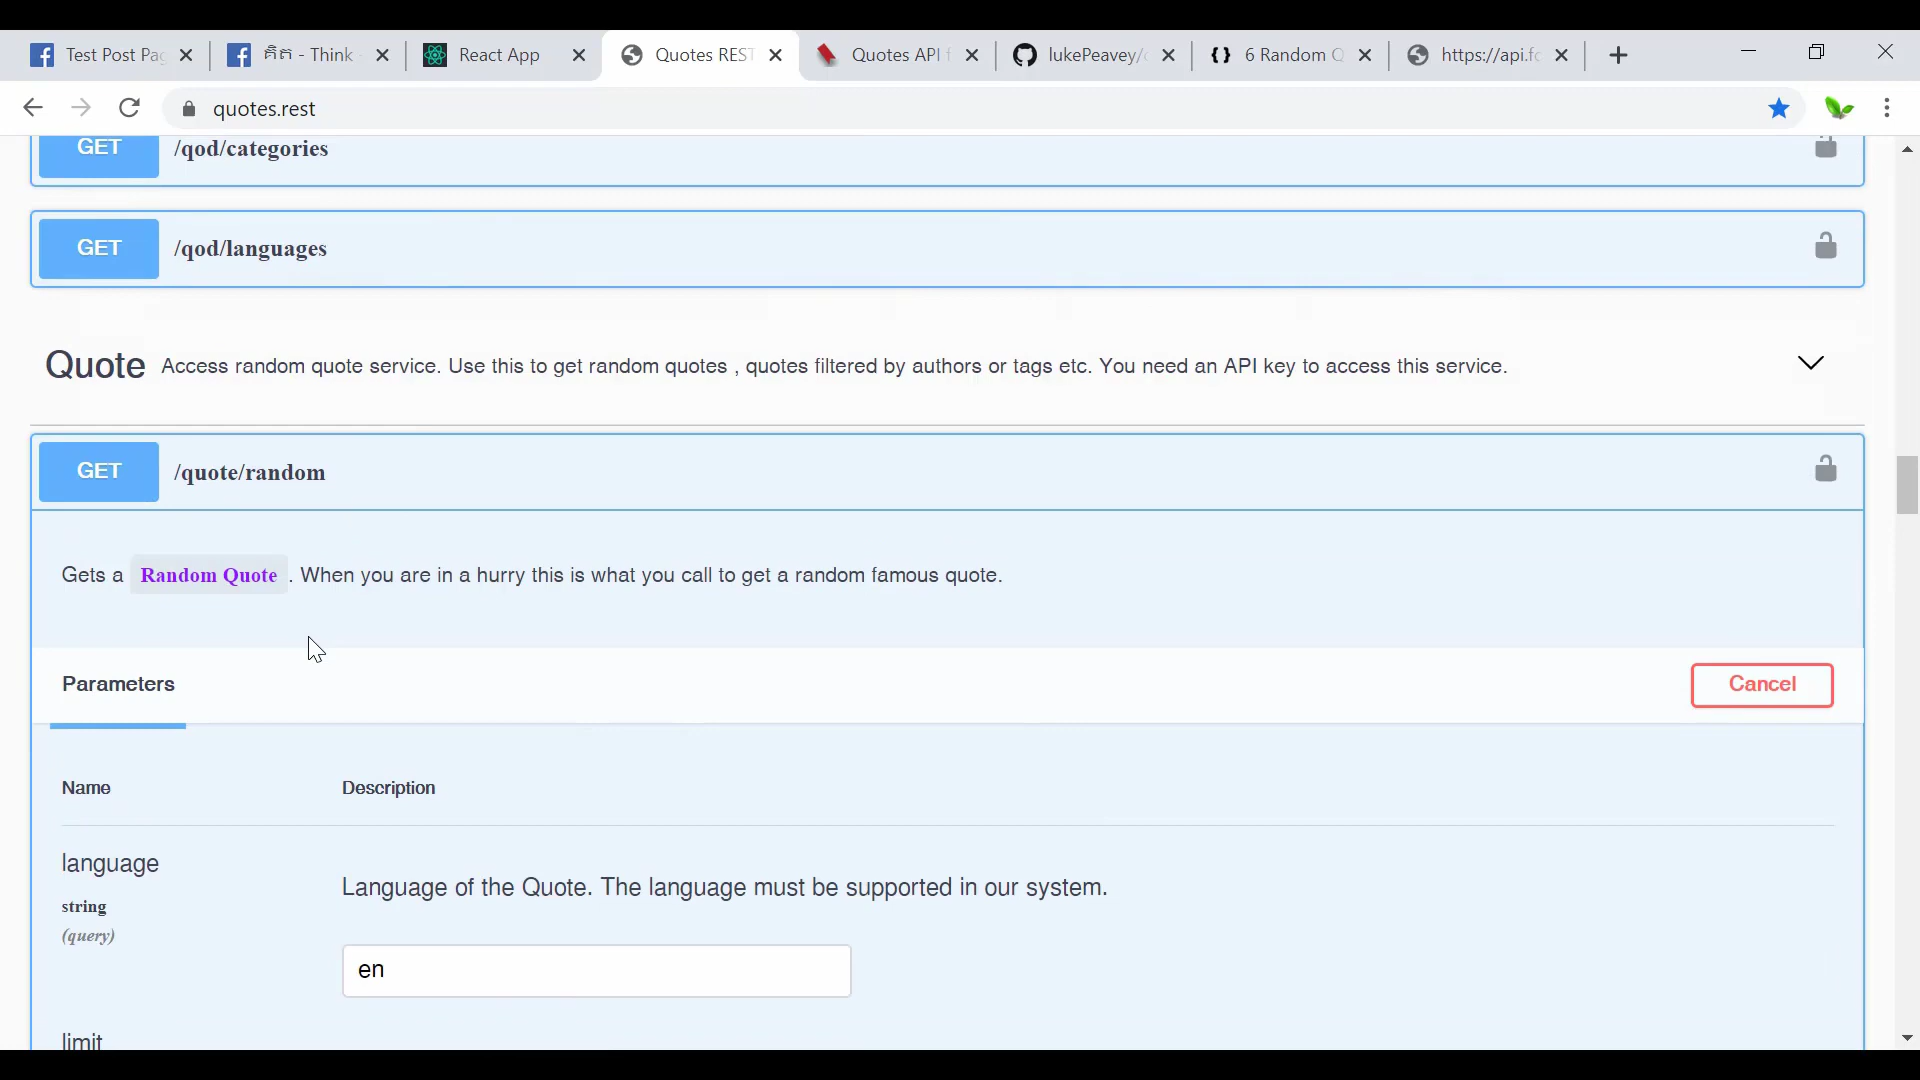 Test Post Pa
គិត - Think
React App
Quotes REST
Quotes API f
lukePeavey/
6 Random Q
https://api.fo
quotes.rest
GET /qod/categories
GET /qod/languages
Quote Access random quote service. Use this to get random quotes , quotes filtered by authors or tags etc. You need an API key to access this service.
GET /quote/random
Gets a Random Quote . When you are in a hurry this is what you call to get a random famous quote.
Parameters
Cancel
Name Description
language
string
(query)
Language of the Quote. The language must be supported in our system.
en
limit